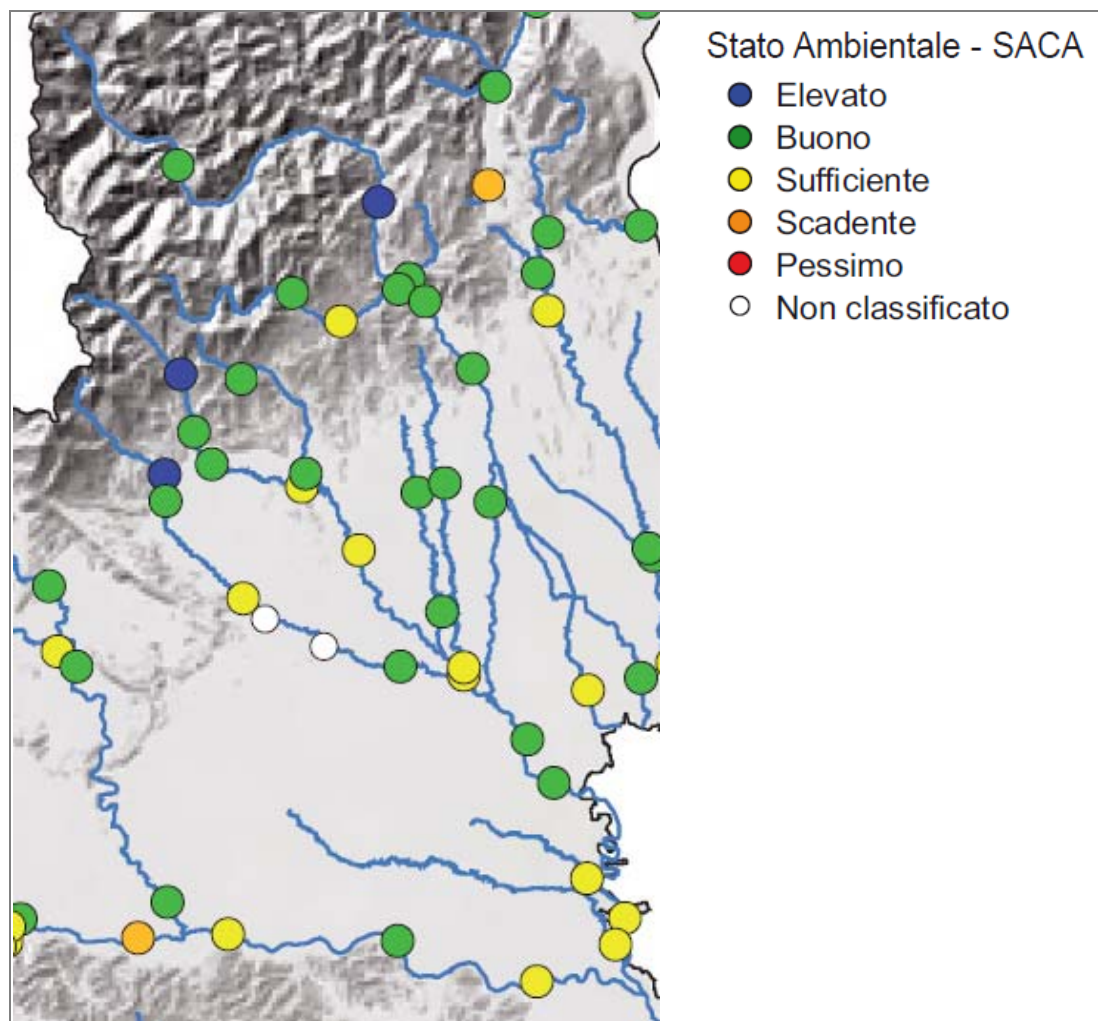 Stato Ambientale - SACA
Elevato
Buono
Sufficiente
Scadente
Pessimo
Non classificato